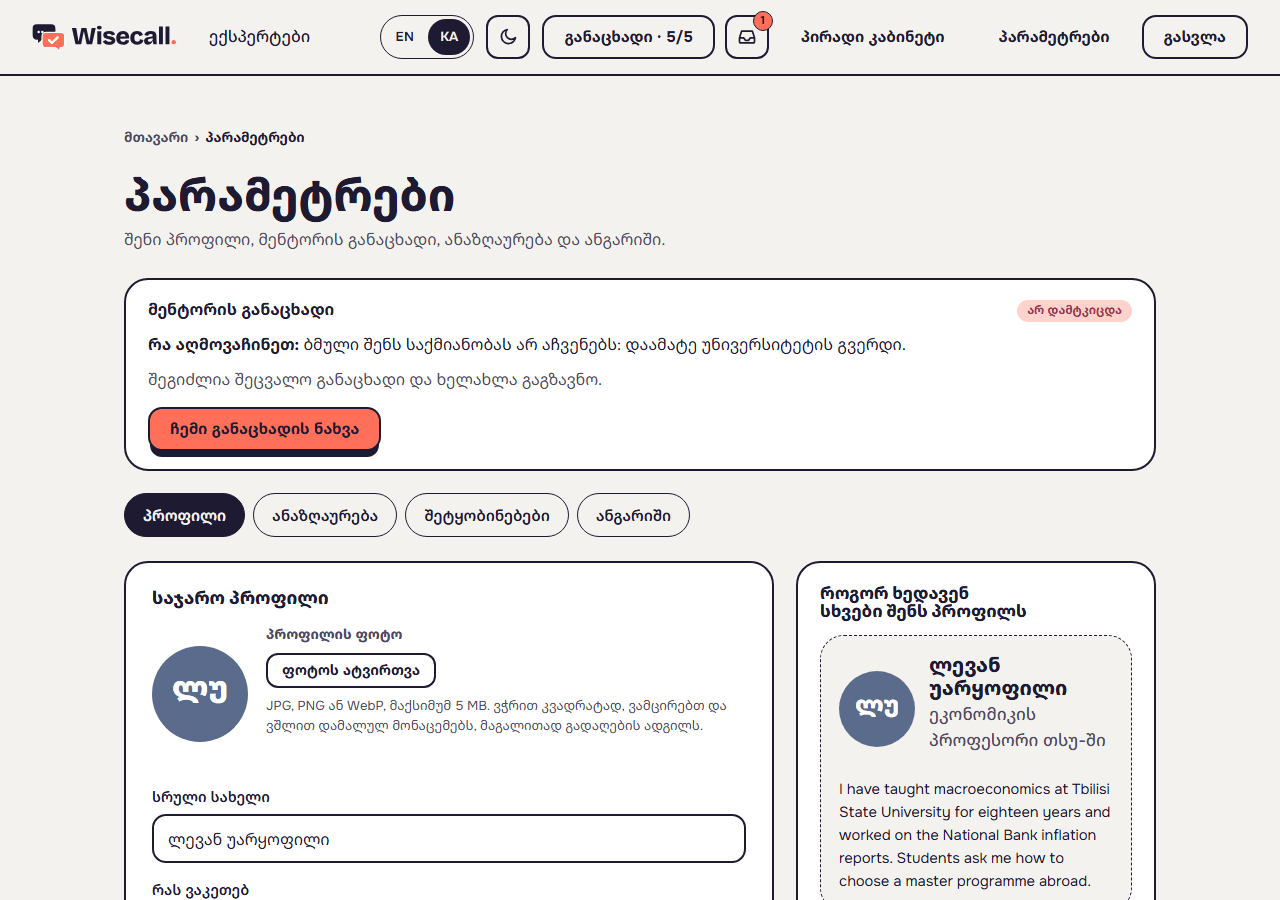 Wisecall.
ექსპერტები
EN KA
განაცხადი · 5/5
1
პირადი კაბინეტი
პარამეტრები
გასვლა
მთავარი › პარამეტრები
პარამეტრები
შენი პროფილი, მენტორის განაცხადი, ანაზღაურება და ანგარიში.
მენტორის განაცხადი
არ დამტკიცდა
რა აღმოვაჩინეთ: ბმული შენს საქმიანობას არ აჩვენებს: დაამატე უნივერსიტეტის გვერდი.
შეგიძლია შეცვალო განაცხადი და ხელახლა გაგზავნო.
ჩემი განაცხადის ნახვა
პროფილი
ანაზღაურება
შეტყობინებები
ანგარიში
საჯარო პროფილი
ლუ
პროფილის ფოტო
ფოტოს ატვირთვა
JPG, PNG ან WebP, მაქსიმუმ 5 MB. ვჭრით კვადრატად, ვამცირებთ და
ვშლით დამალულ მონაცემებს, მაგალითად გადაღების ადგილს.
სრული სახელი
ლევან უარყოფილი
რას ვაკეთებ
როგორ ხედავენ
სხვები შენს პროფილს
ლუ
ლევან
უარყოფილი
ეკონომიკის
პროფესორი თსუ-ში
I have taught macroeconomics at Tbilisi
State University for eighteen years and
worked on the National Bank inflation
reports. Students ask me how to
choose a master programme abroad.